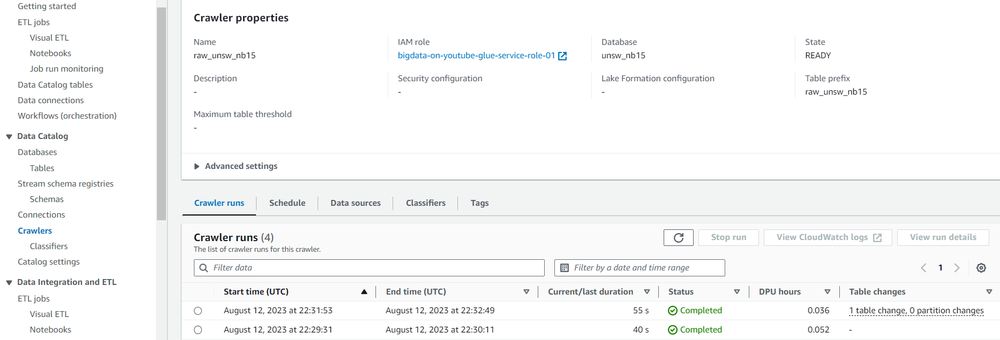 Getting started
ETL jobs
Visual ETL
Notebooks
Job run monitoring
Data Catalog tables
Data connections
Workflows (orchestration)
Data Catalog
Databases
Tables
Stream schema registries
Schemas
Connections
Crawlers
Classifiers
Catalog settings
Data Integration and ETL
ETL jobs
Visual ETL
Notebooks
Crawler properties
Name
raw_unsw_nb15
IAM role
bigdata-on-youtube-glue-service-role-01
Database
unsw_nb15
State
READY
Description
-
Security configuration
-
Lake Formation configuration
-
Table prefix
raw_unsw_nb15
Maximum table threshold
-
Advanced settings
Crawler runs Schedule Data sources Classifiers Tags
Crawler runs (4)
The list of crawler runs for this crawler.
Stop run View CloudWatch logs View run details
Filter data Filter by a date and time range 1
Start time (UTC) End time (UTC) Current/last duration Status DPU hours Table changes
August 12, 2023 at 22:31:53 August 12, 2023 at 22:32:49 55 s Completed 0.036 1 table change, 0 partition changes
August 12, 2023 at 22:29:31 August 12, 2023 at 22:30:11 40 s Completed 0.052 -